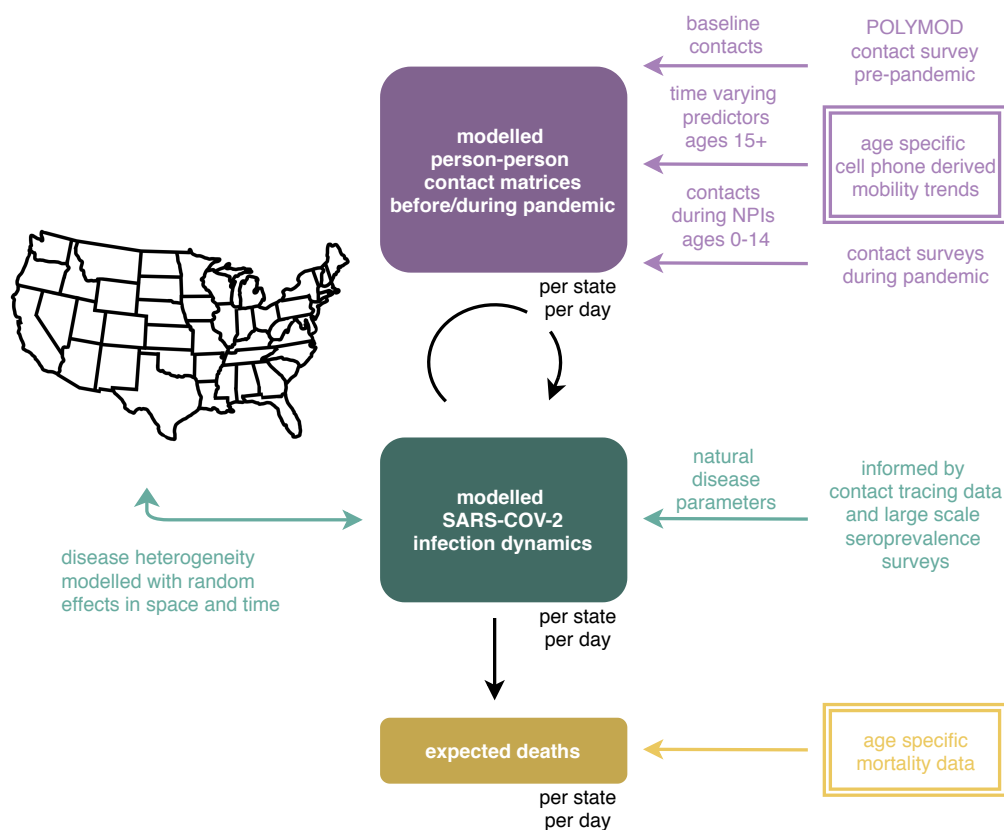 baseline
contacts
POLYMOD
contact survey
pre-pandemic
modelled
person-person
contact matrices
before/during pandemic
time varying
predictors
ages 15+
age specific
cell phone derived
mobility trends
contacts
during NPIs
ages 0-14
contact surveys
during pandemic
per state
per day
modelled
SARS-COV-2
infection dynamics
natural
disease
parameters
informed by
contact tracing data
and large scale
seroprevalence
surveys
disease heterogeneity
modelled with random
effects in space and time
per state
per day
expected deaths
age specific
mortality data
per state
per day